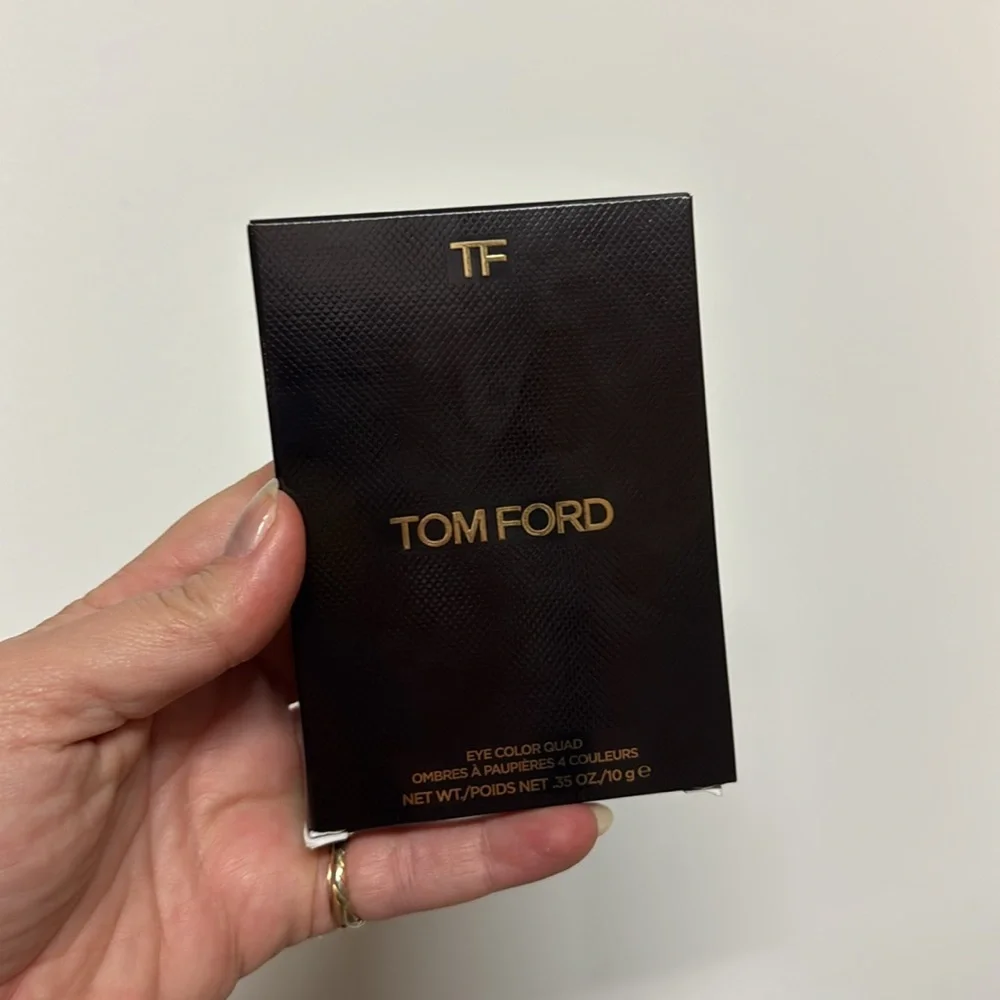 TF
TOM FORD
EYE COLOR QUAD
OMBRES À PAUPIÈRES 4 COULEURS
NET WT./POIDS NET .35 OZ./10 g ℮